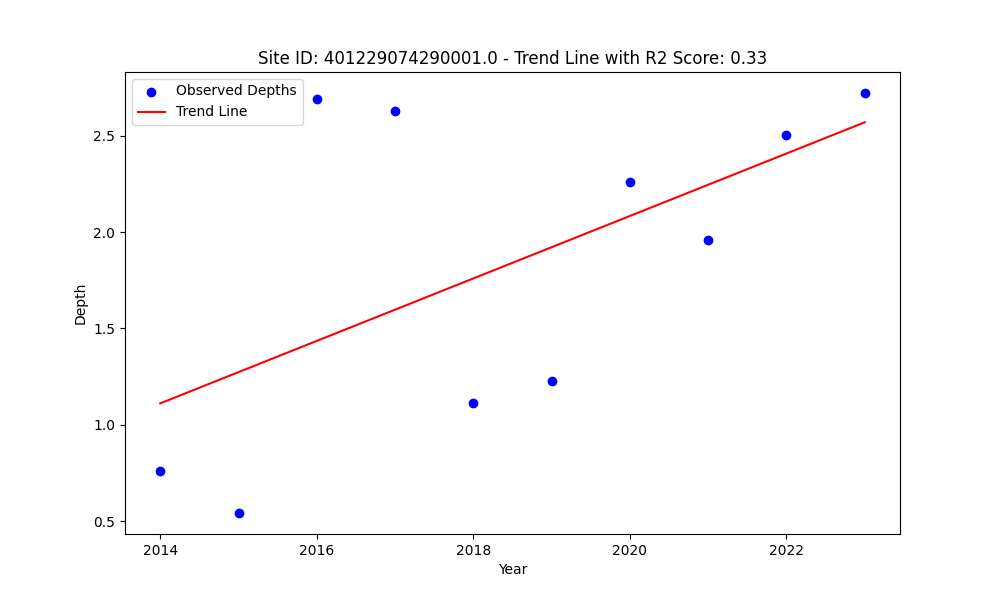 Site ID: 401229074290001.0 - Trend Line with R2 Score: 0.33
Observed Depths
Trend Line
2.5
2.0
1.5
1.0
0.5
Depth
2014
2016
2018
2020
2022
Year